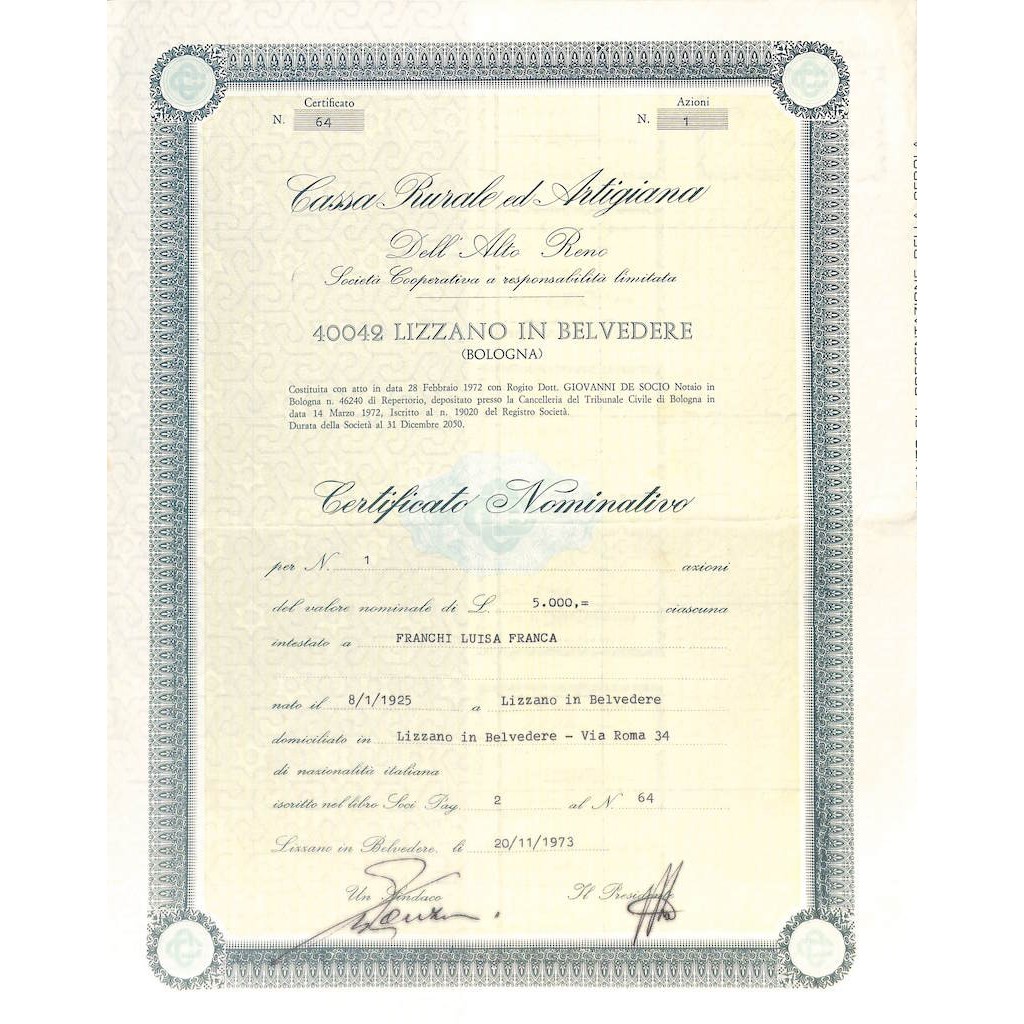 Certificato
N. 64
Azioni
N. 1
Cassa Rurale ed Artigiana
Dell'Alto Reno
Società Cooperativa a responsabilità limitata
40042 LIZZANO IN BELVEDERE
(BOLOGNA)
Costituita con atto in data 28 Febbraio 1972 con Rogito Dott. GIOVANNI DE SOCIO Notaio in
Bologna n. 46240 di Repertorio, depositato presso la Cancelleria del Tribunale Civile di Bologna in
data 14 Marzo 1972, Iscritto al n. 19020 del Registro Società.
Durata della Società al 31 Dicembre 2050.
Certificato Nominativo
per N. 1 azioni
del valore nominale di L. 5.000,= ciascuna
intestato a FRANCHI LUISA FRANCA
nato il 8/1/1925 a Lizzano in Belvedere
domiciliato in Lizzano in Belvedere - Via Roma 34
di nazionalità italiana
iscritto nel libro Soci Pag. 2 al N. 64
Lizzano in Belvedere, lì 20/11/1973
Un Sindaco
Il Presidente